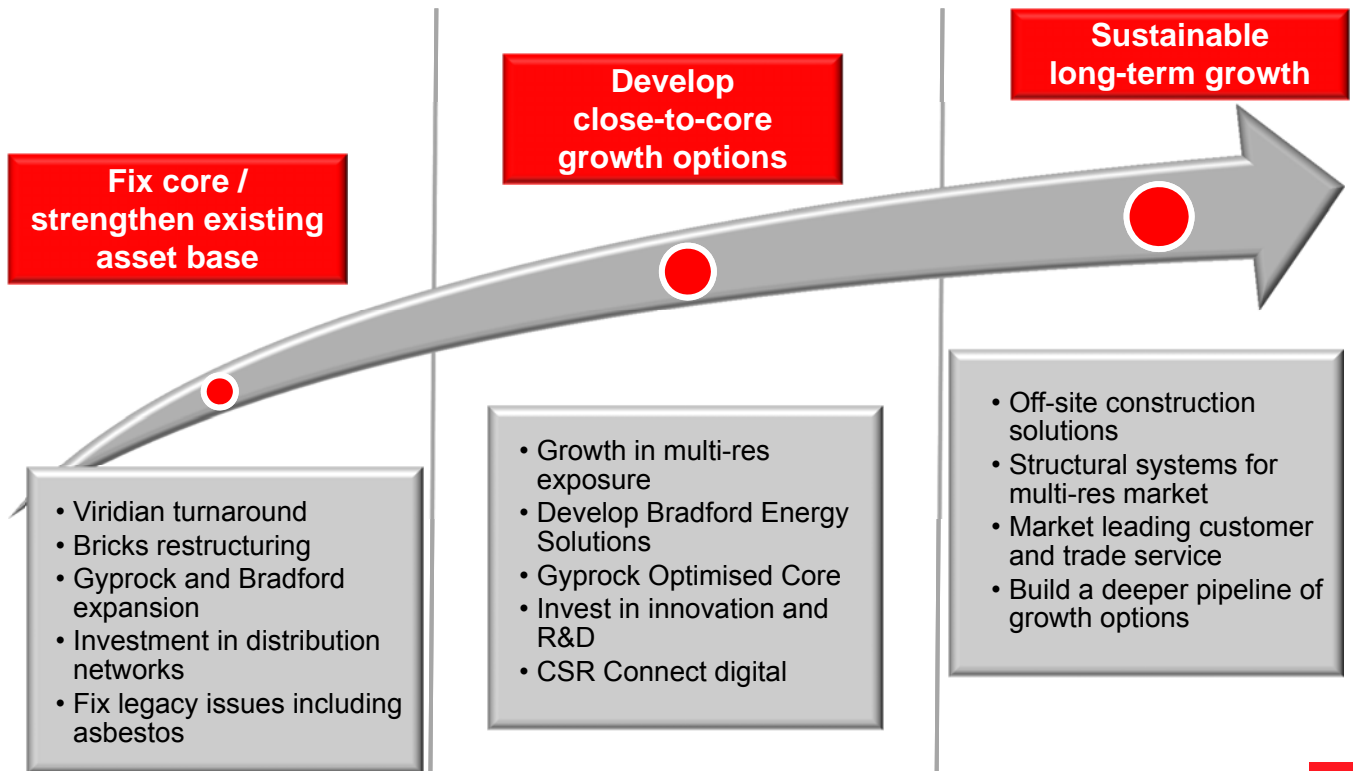 Fix core /
strengthen existing
asset base
• Viridian turnaround
• Bricks restructuring
• Gyprock and Bradford
expansion
• Investment in distribution
networks
• Fix legacy issues including
asbestos
Develop
close-to-core
growth options
• Growth in multi-res
exposure
• Develop Bradford Energy
Solutions
• Gyprock Optimised Core
• Invest in innovation and
R&D
• CSR Connect digital
Sustainable
long-term growth
• Off-site construction
solutions
• Structural systems for
multi-res market
• Market leading customer
and trade service
• Build a deeper pipeline of
growth options